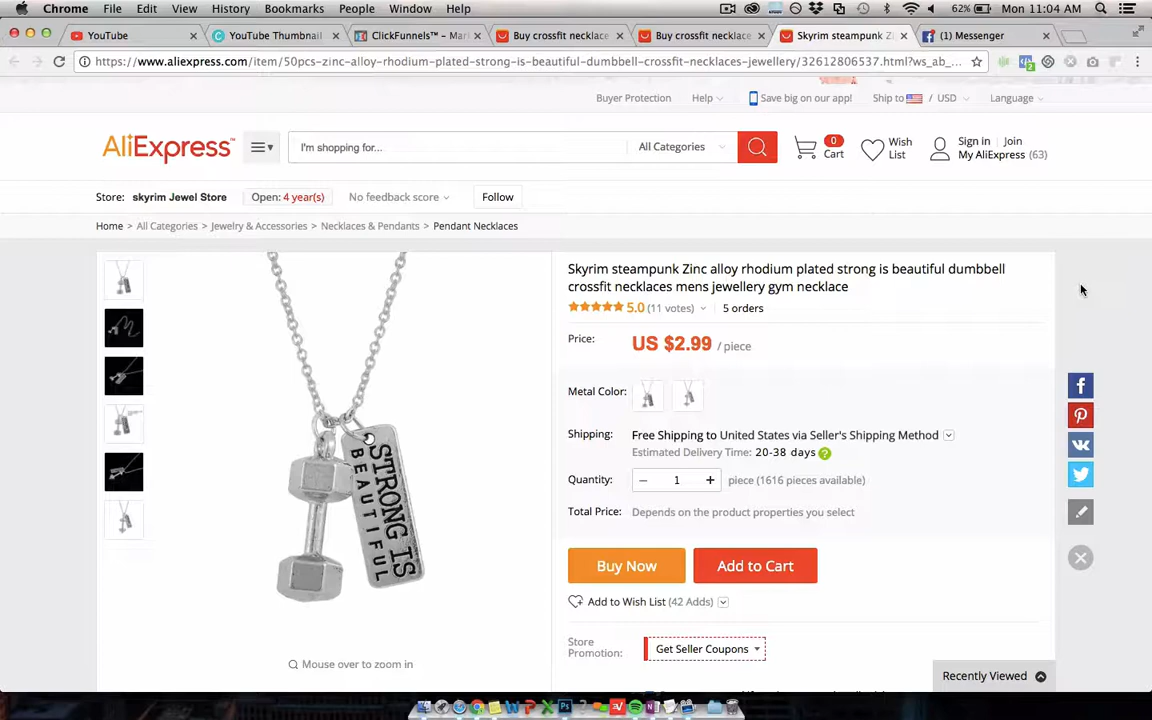 Chrome File Edit View History Bookmarks People Window Help 62% Mon 11:04 AM
YouTube YouTube Thumbnail ClickFunnels™ – Mar Buy crossfit necklace Buy crossfit necklace Skyrim steampunk Z (1) Messenger
https://www.aliexpress.com/item/50pcs-zinc-alloy-rhodium-plated-strong-is-beautiful-dumbbell-crossfit-necklaces-jewellery/32612806537.html?ws_ab_...
2
Buyer Protection Help Save big on our app! Ship to / USD Language
AliExpress™ I'm shopping for... All Categories 0 Cart Wish List Sign in Join
My AliExpress (63)
Store: skyrim Jewel Store Open: 4 year(s) No feedback score Follow
Home > All Categories > Jewelry & Accessories > Necklaces & Pendants > Pendant Necklaces
Skyrim steampunk Zinc alloy rhodium plated strong is beautiful dumbbell
crossfit necklaces mens jewellery gym necklace
5.0 (11 votes) 5 orders
Price: US $2.99 / piece
Metal Color:
Shipping: Free Shipping to United States via Seller's Shipping Method
Estimated Delivery Time: 20-38 days ?
Quantity: – 1 + piece (1616 pieces available)
Total Price: Depends on the product properties you select
Buy Now Add to Cart
Add to Wish List (42 Adds)
Store
Promotion: Get Seller Coupons
STRONG IS
BEAUTIFUL
Mouse over to zoom in
Recently Viewed